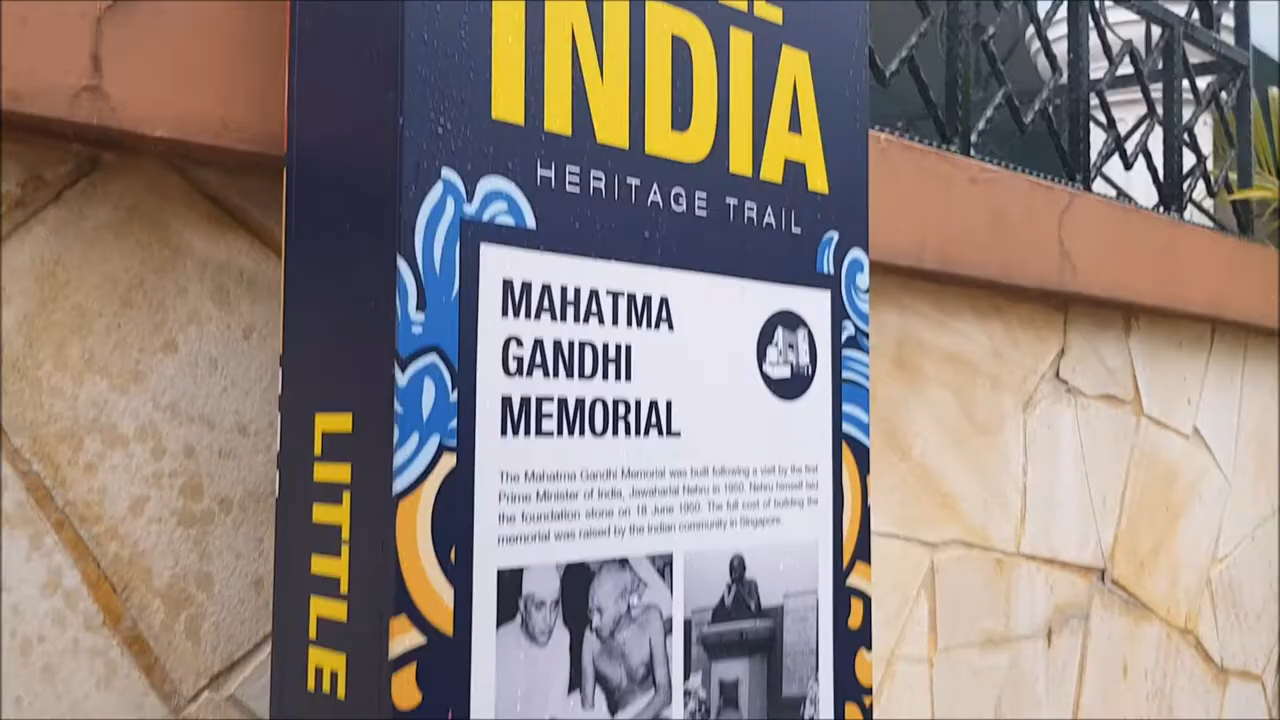 INDIA
HERITAGE TRAIL
MAHATMA
GANDHI
MEMORIAL
The Mahatma Gandhi Memorial was built following a visit by the first
Prime Minister of India, Jawaharlal Nehru in 1950. Nehru himself laid
the foundation stone on 18 June 1950. The full cost of building the
memorial was raised by the Indian community in Singapore.
LITTLE